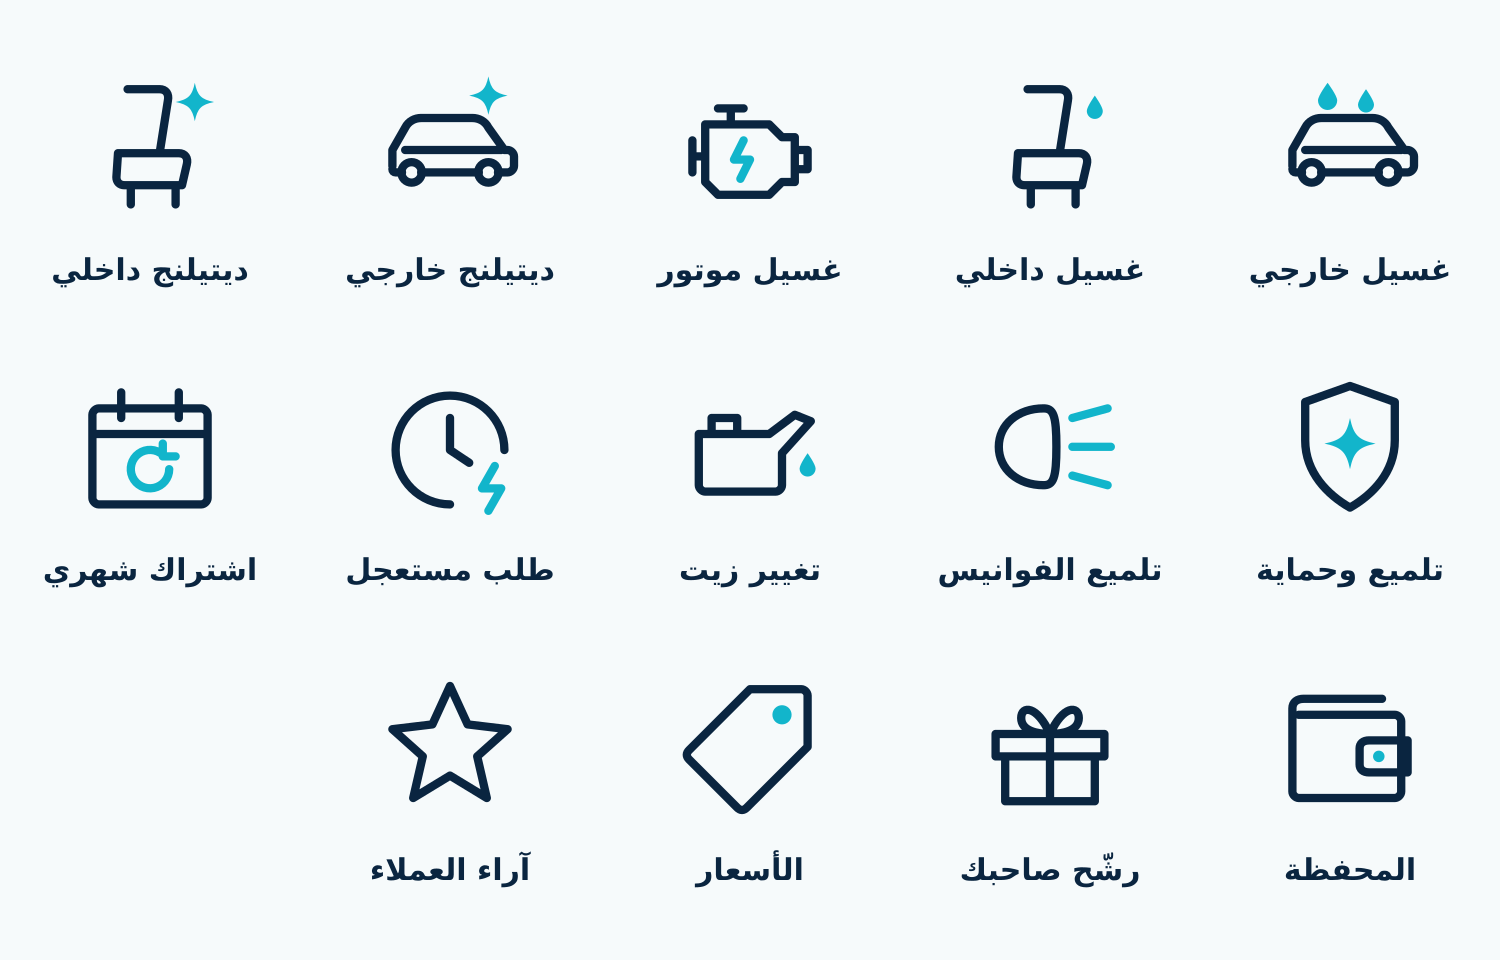 غسيل خارجي
غسيل داخلي
غسيل موتور
ديتيلنج خارجي
ديتيلنج داخلي
تلميع وحماية
تلميع الفوانيس
تغيير زيت
طلب مستعجل
اشتراك شهري
المحفظة
رشّح صاحبك
الأسعار
آراء العملاء